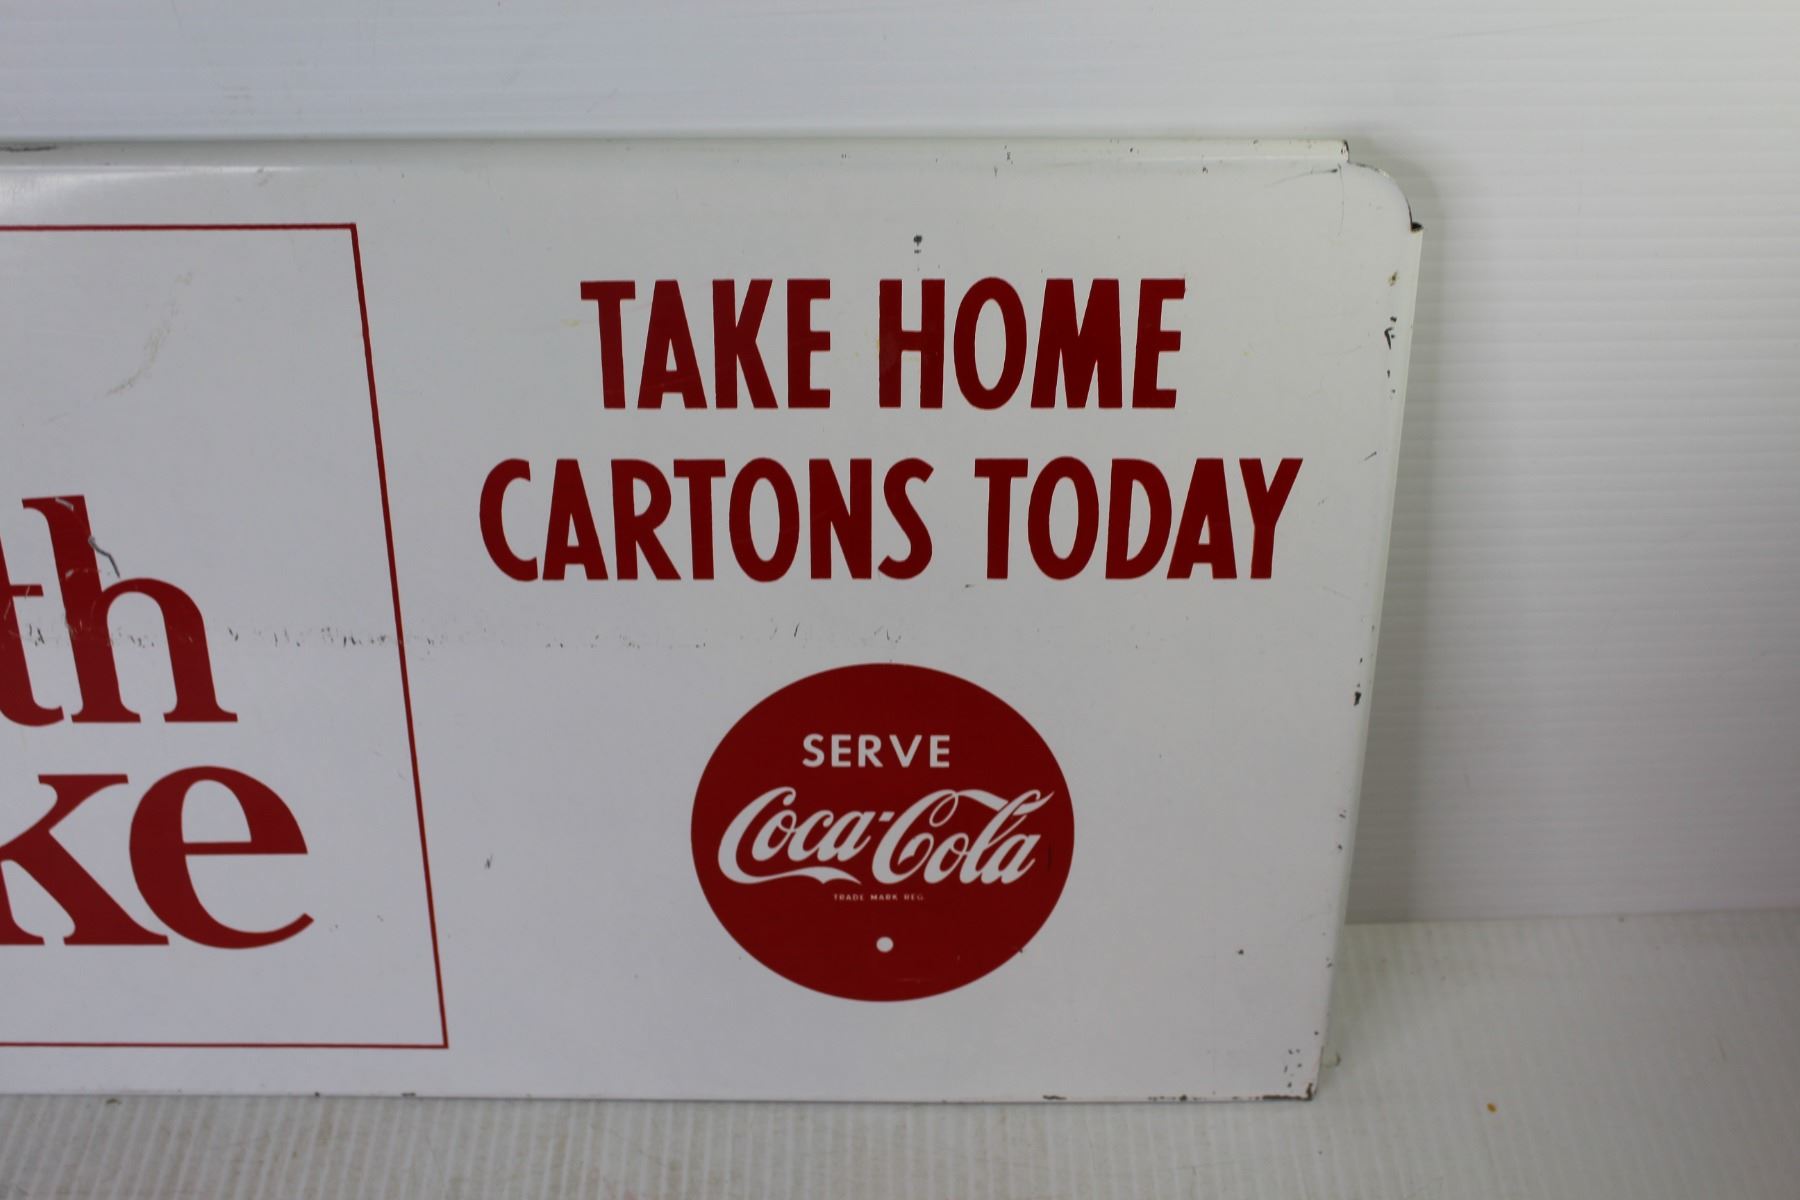 th
ke
TAKE HOME
CARTONS TODAY
SERVE
Coca-Cola
TRADE MARK REG.